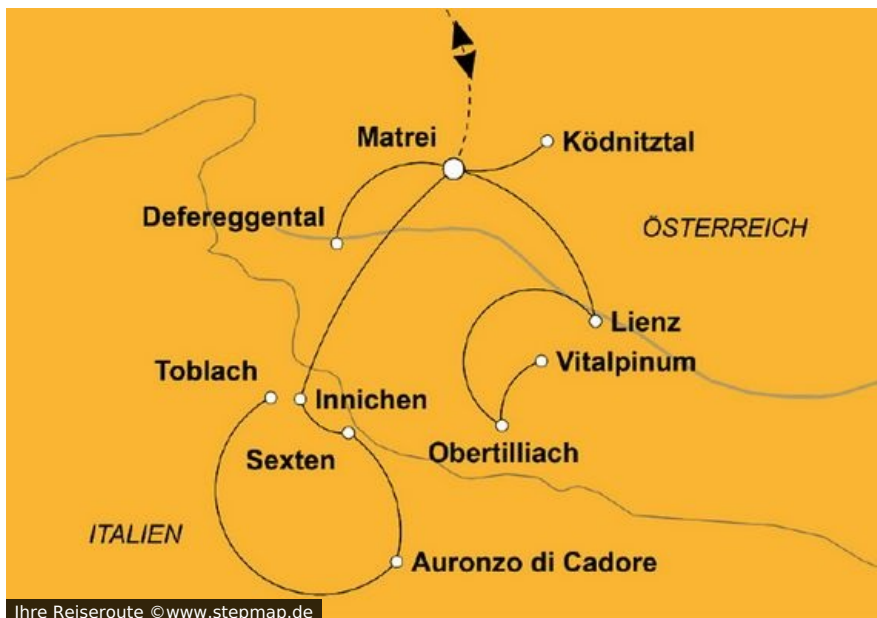 Matrei
Ködnitztal
Defereggental
ÖSTERREICH
Lienz
Vitalpinum
Toblach
Innichen
Obertilliach
Sexten
ITALIEN
Auronzo di Cadore
Ihre Reiseroute ©www.stepmap.de